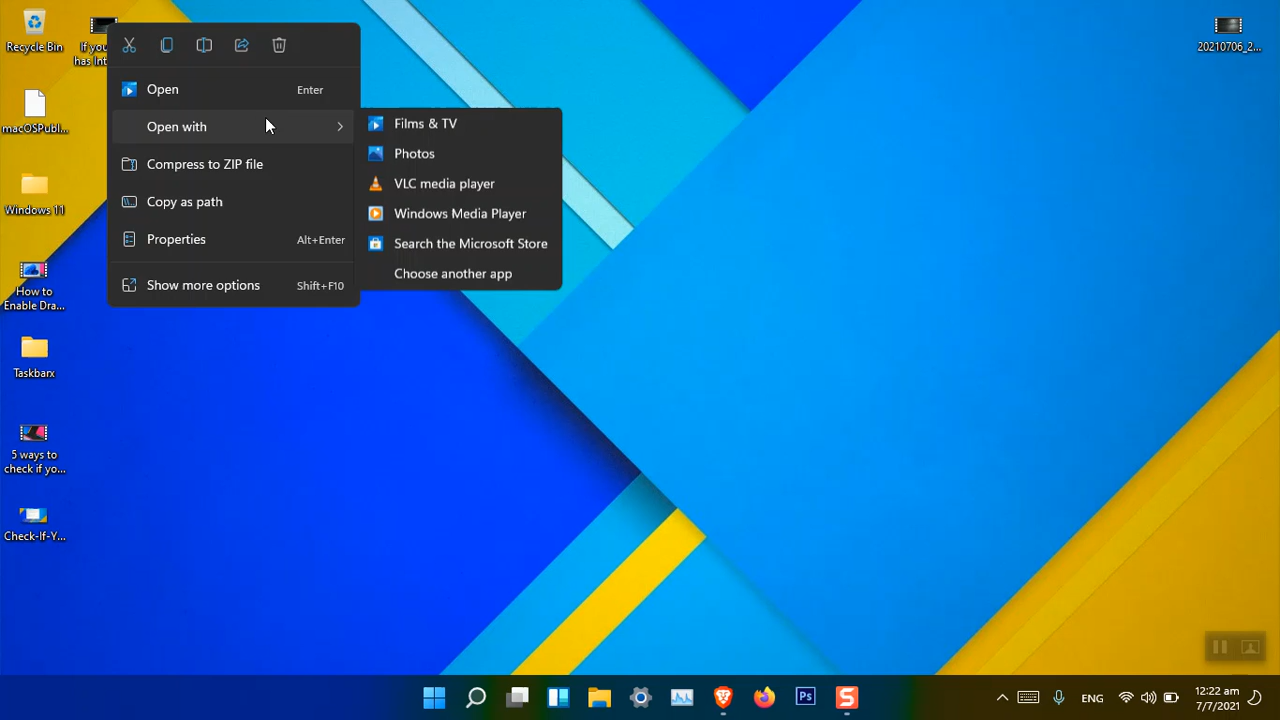 Recycle Bin
If you
has Int
macOSPubl...
Windows 11
How to
Enable Dra...
Taskbarx
5 ways to
check if yo...
Check-If-Y...
Open Enter
Open with
Compress to ZIP file
Copy as path
Properties Alt+Enter
Show more options Shift+F10
Films & TV
Photos
VLC media player
Windows Media Player
Search the Microsoft Store
Choose another app
20210706_2...
Ps
S
ENG
12:22 am
7/7/2021